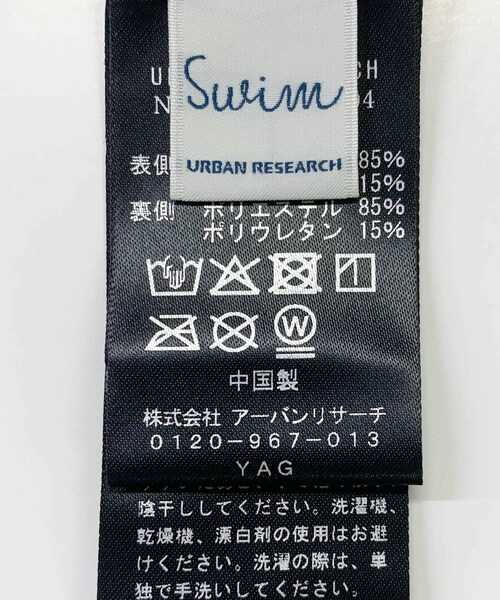 U CH
N 04
Swim
URBAN RESEARCH
表側 85%
15%
裏側 ポリエステル 85%
ポリウレタン 15%
W
中国製
株式会社 アーバンリサーチ
0120-967-013
YAG
陰干ししてください。洗濯機、
乾燥機、漂白剤の使用はお避
けください。洗濯の際は、単
独で手洗いしてください。